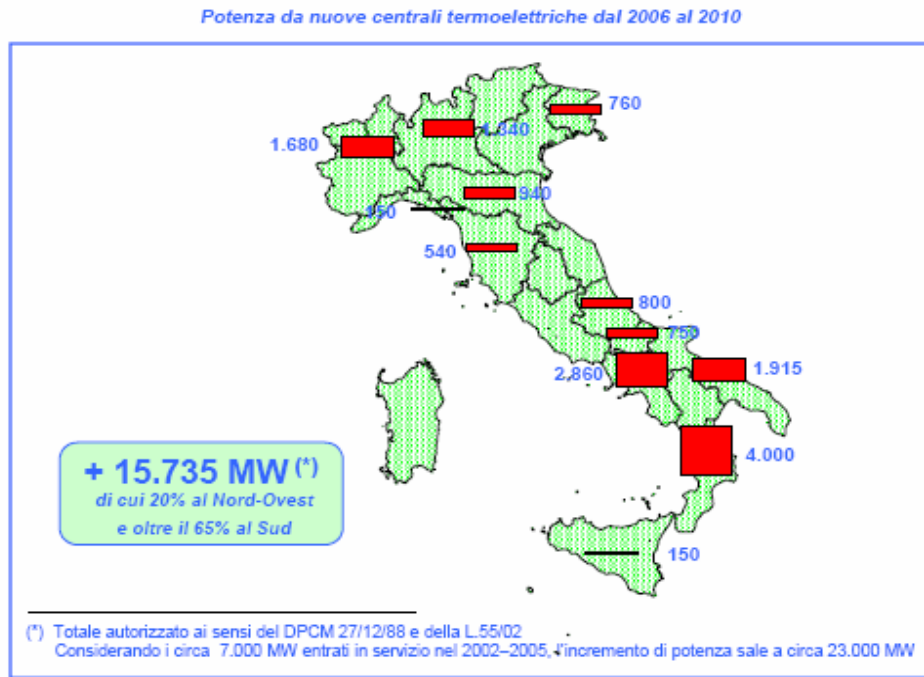 Potenza da nuove centrali termoelettriche dal 2006 al 2010
760
1.340
1.680
940
150
540
800
750
2.860
1.915
4.000
+ 15.735 MW (*)
di cui 20% al Nord-Ovest
e oltre il 65% al Sud
150
(*) Totale autorizzato ai sensi del DPCM 27/12/88 e della L.55/02
Considerando i circa 7.000 MW entrati in servizio nel 2002–2005, l'incremento di potenza sale a circa 23.000 MW